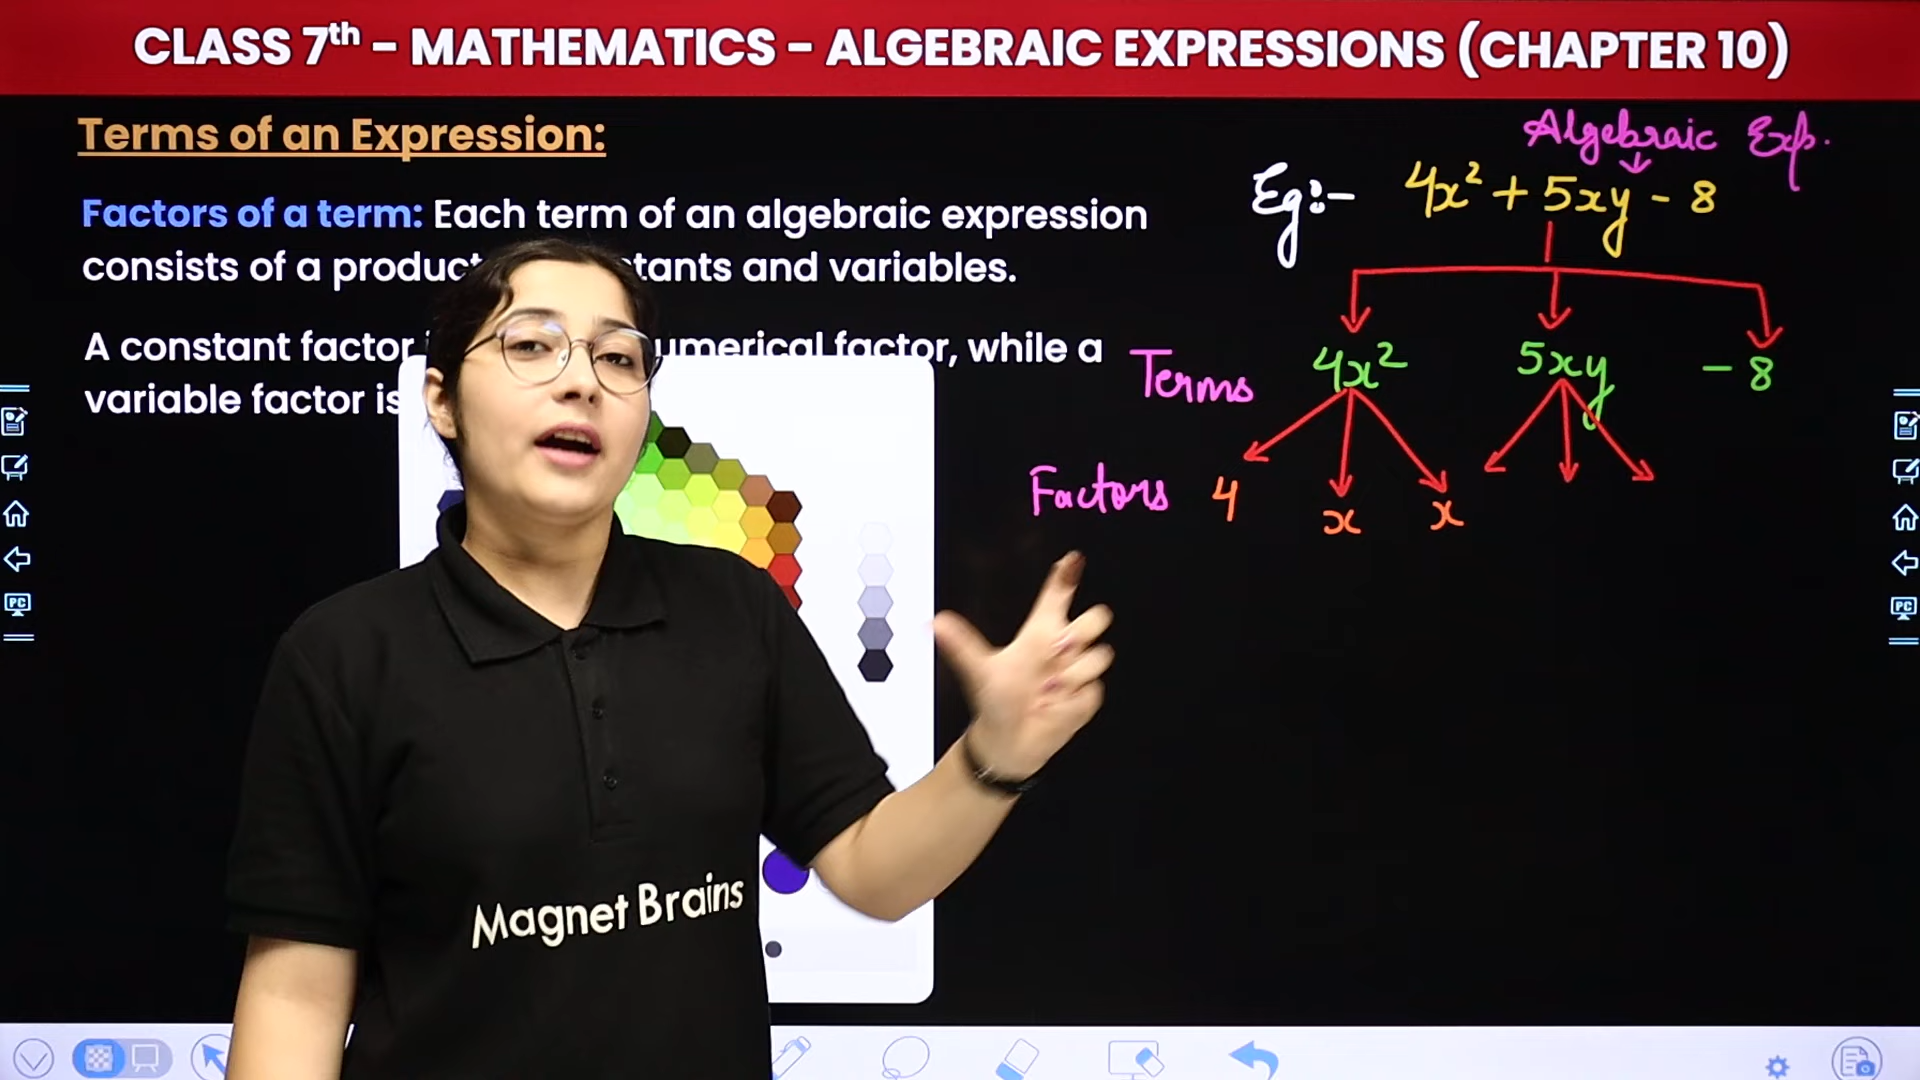 CLASS 7th - MATHEMATICS - ALGEBRAIC EXPRESSIONS (CHAPTER 10)
Terms of an Expression:
Factors of a term: Each term of an algebraic expression
consists of a product tants and variables.
A constant factor umerical factor, while a
variable factor is
Algebraic Exp.
Eg:- 4x² + 5xy - 8
Terms 4x² 5xy - 8
Factors 4 x x
Magnet Brains
PC
PC